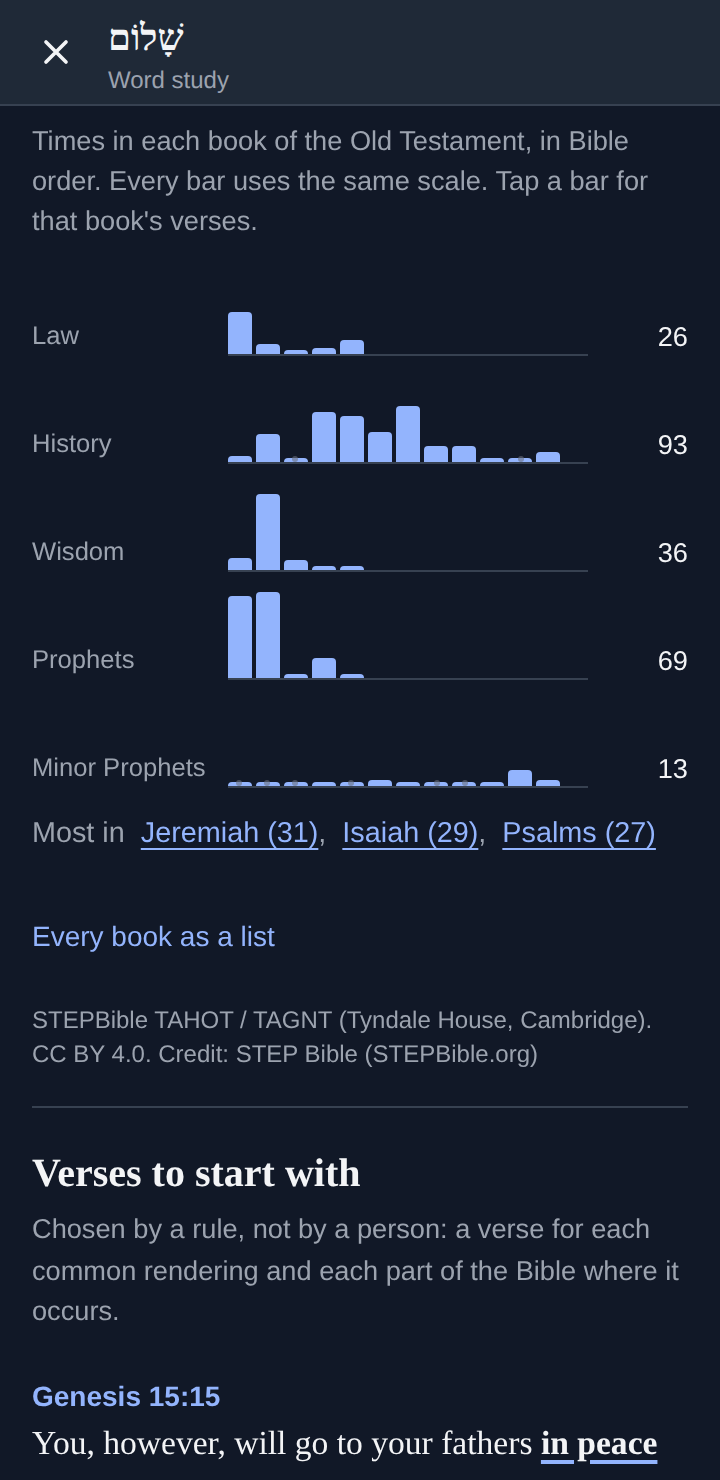 שָׁלוֹם
Word study
Times in each book of the Old Testament, in Bible
order. Every bar uses the same scale. Tap a bar for
that book's verses.
Law 26
History 93
Wisdom 36
Prophets 69
Minor Prophets 13
Most in Jeremiah (31), Isaiah (29), Psalms (27)
Every book as a list
STEPBible TAHOT / TAGNT (Tyndale House, Cambridge).
CC BY 4.0. Credit: STEP Bible (STEPBible.org)
Verses to start with
Chosen by a rule, not by a person: a verse for each
common rendering and each part of the Bible where it
occurs.
Genesis 15:15
You, however, will go to your fathers in peace